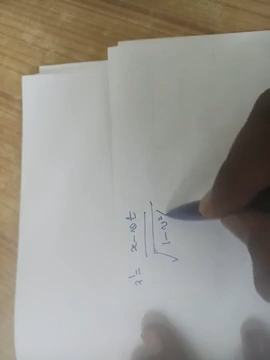 x' = x - vt / √(1 - v²/